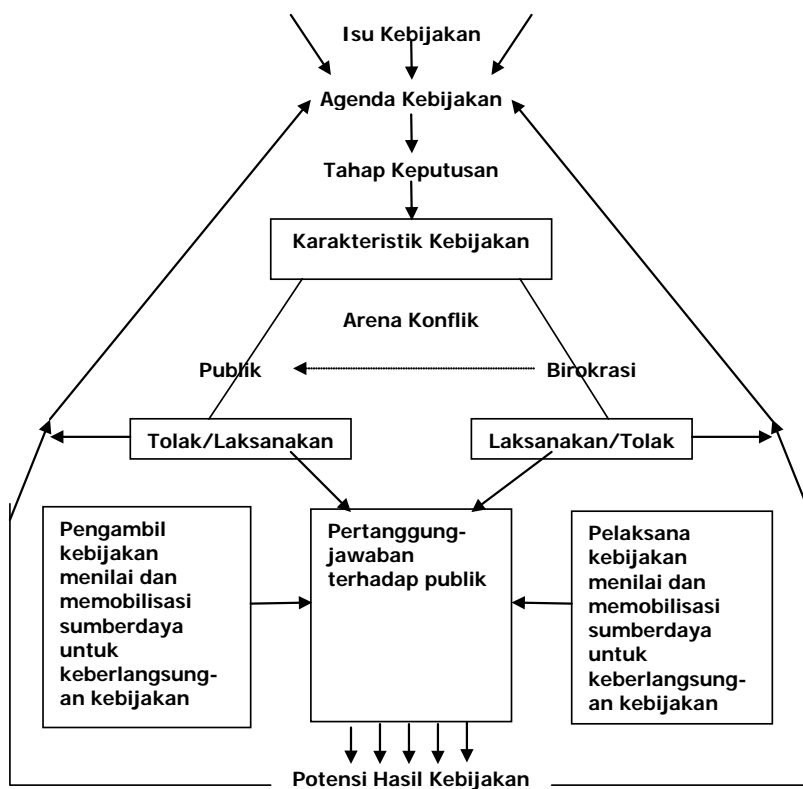 Isu Kebijakan
Agenda Kebijakan
Tahap Keputusan
Karakteristik Kebijakan
Arena Konflik
Publik
Birokrasi
Tolak/Laksanakan
Laksanakan/Tolak
Pengambil
kebijakan
menilai dan
memobilisasi
sumberdaya
untuk
keberlangsung-
an kebijakan
Pertanggung-
jawaban
terhadap publik
Pelaksana
kebijakan
menilai dan
memobilisasi
sumberdaya
untuk
keberlangsung-
an kebijakan
Potensi Hasil Kebijakan